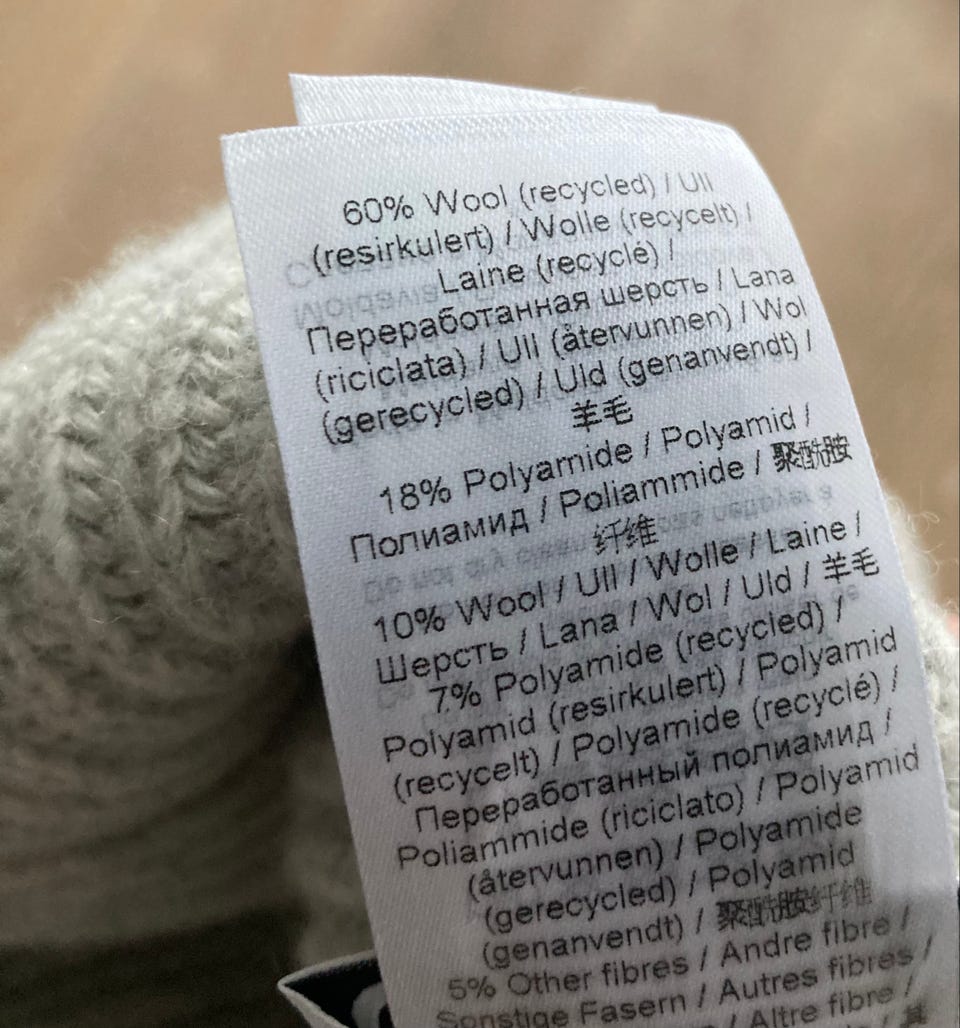 60% Wool (recycled) / Ull
(resirkulert) / Wolle (recycelt) /
Laine (recyclé) /
Переработанная шерсть / Lana
(riciclata) / Ull (återvunnen) / Wol
(gerecycled) / Uld (genanvendt) /
羊毛
18% Polyamide / Polyamid /
Полиамид / Poliammide / 聚酰胺
纤维
10% Wool / Ull / Wolle / Laine /
Шерсть / Lana / Wol / Uld / 羊毛
7% Polyamide (recycled) /
Polyamid (resirkulert) / Polyamid
(recycelt) / Polyamide (recyclé) /
Переработанный полиамид /
Poliammide (riciclato) / Polyamid
(återvunnen) / Polyamide
(gerecycled) / Polyamid
(genanvendt) / 聚酰胺纤维
5% Other fibres / Andre fibre /
Sonstige Fasern / Autres fibres /
/ Altre fibre /